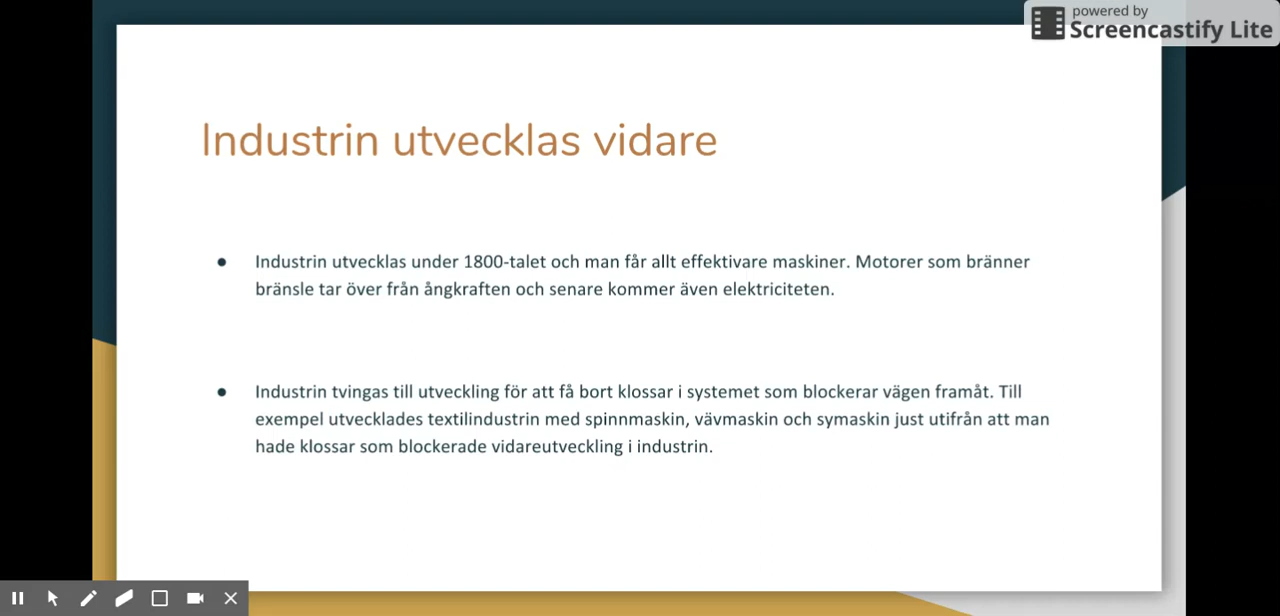 powered by
Screencastify Lite
Industrin utvecklas vidare
● Industrin utvecklas under 1800-talet och man får allt effektivare maskiner. Motorer som bränner
bränsle tar över från ångkraften och senare kommer även elektriciteten.
● Industrin tvingas till utveckling för att få bort klossar i systemet som blockerar vägen framåt. Till
exempel utvecklades textilindustrin med spinnmaskin, vävmaskin och symaskin just utifrån att man
hade klossar som blockerade vidareutveckling i industrin.